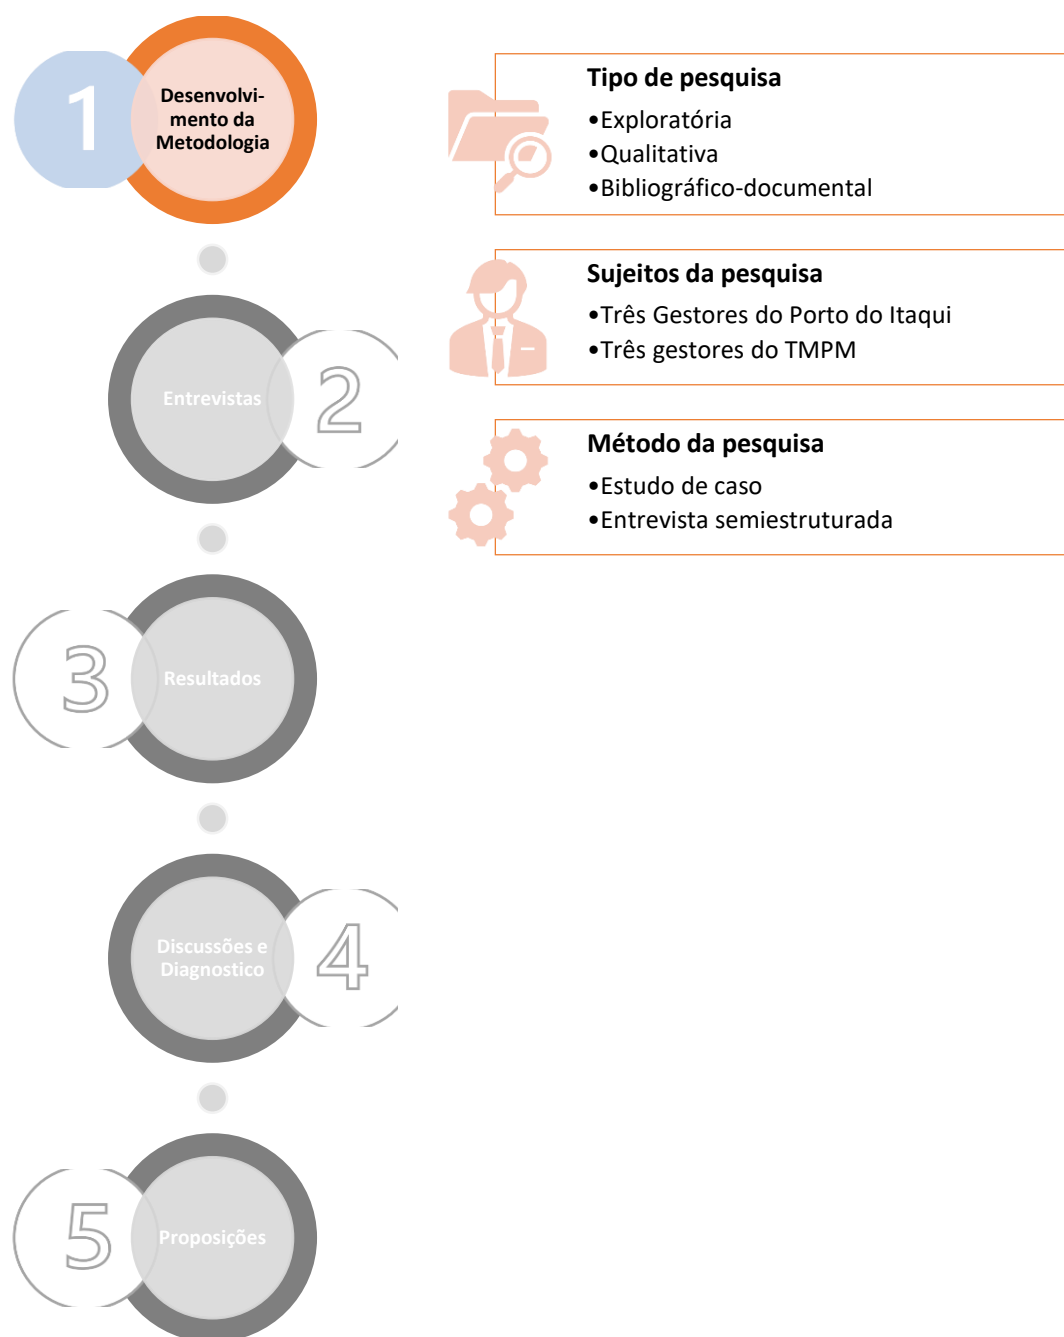 1
Desenvolvi-
mento da
Metodologia
Tipo de pesquisa
•Exploratória
•Qualitativa
•Bibliográfico-documental
Sujeitos da pesquisa
•Três Gestores do Porto do Itaqui
•Três gestores do TMPM
Método da pesquisa
•Estudo de caso
•Entrevista semiestruturada
Entrevistas
2
3
Resultados
Discussões e
Diagnostico
4
5
Proposições